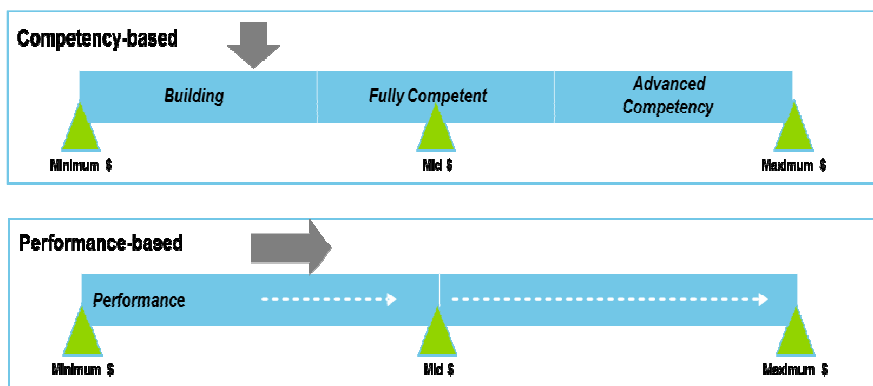 Competency-based
Building
Fully Competent
Advanced
Competency
Minimum $
Mid $
Maximum $
Performance-based
Performance
Minimum $
Mid $
Maximum $